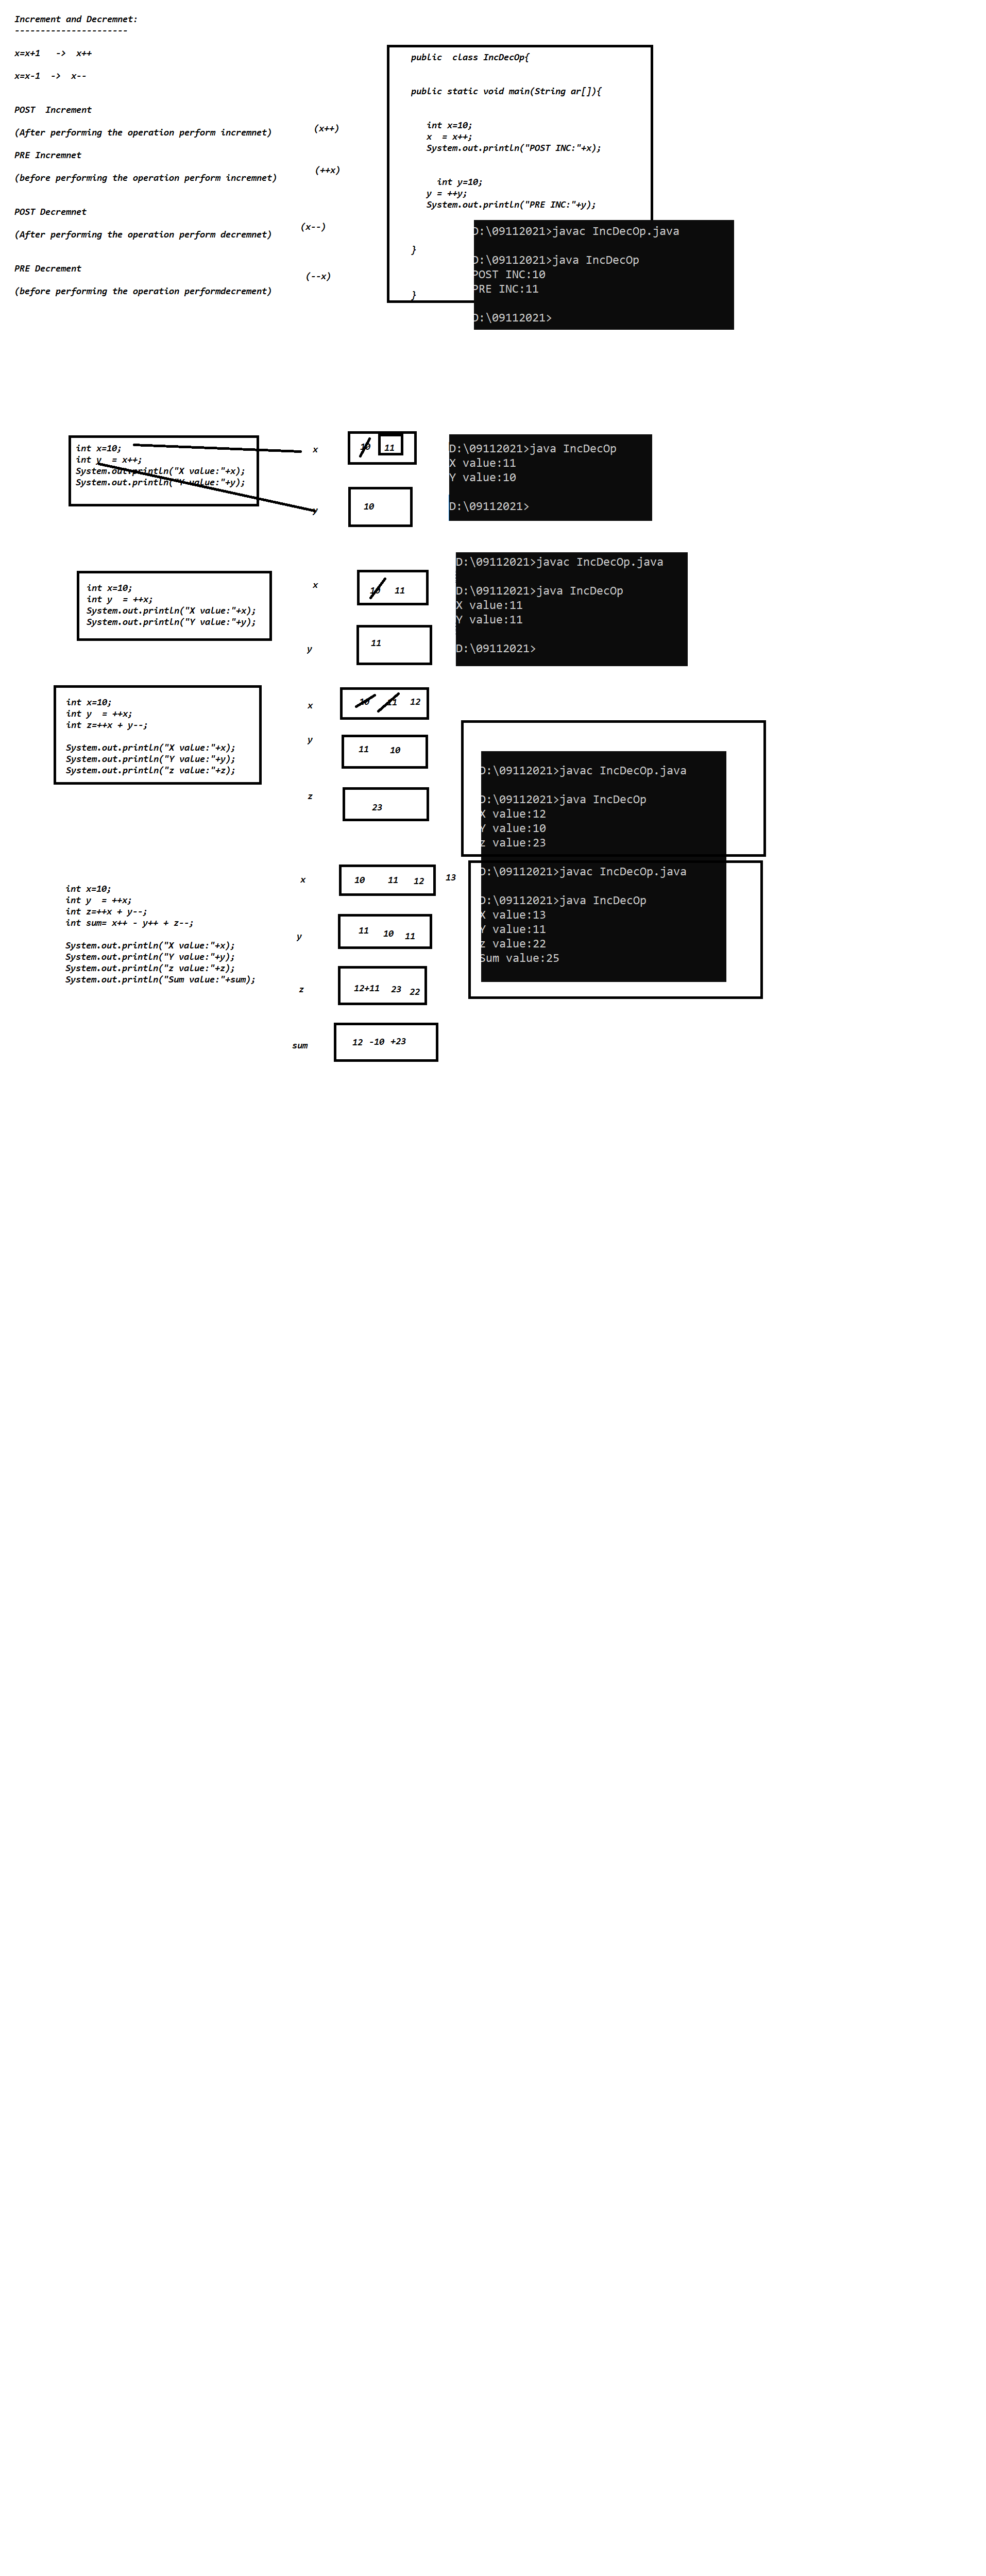 Increment and Decremnet:
----------------------
x=x+1   ->  x++
x=x-1  ->  x--
POST  Increment
(After performing the operation perform incremnet)
(x++)
PRE Incremnet
(before performing the operation perform incremnet)
(++x)
POST Decremnet
(After performing the operation perform decremnet)
(x--)
PRE Decrement
(before performing the operation performdecrement)
(--x)
public  class IncDecOp{
public static void main(String ar[]){
int x=10;
x  = x++;
System.out.println("POST INC:"+x);
int y=10;
y = ++y;
System.out.println("PRE INC:"+y);
}
}
D:\09112021>javac IncDecOp.java
D:\09112021>java IncDecOp
POST INC:10
PRE INC:11
D:\09112021>
int x=10;
int y  = x++;
System.out.println("X value:"+x);
System.out.println("Y value:"+y);
x
10 11
y
10
D:\09112021>java IncDecOp
X value:11
Y value:10
D:\09112021>
int x=10;
int y  = ++x;
System.out.println("X value:"+x);
System.out.println("Y value:"+y);
x
10 11
y
11
D:\09112021>javac IncDecOp.java
D:\09112021>java IncDecOp
X value:11
Y value:11
D:\09112021>
int x=10;
int y  = ++x;
int z=++x + y--;
System.out.println("X value:"+x);
System.out.println("Y value:"+y);
System.out.println("z value:"+z);
x
10 11 12
y
11 10
z
23
D:\09112021>javac IncDecOp.java
D:\09112021>java IncDecOp
X value:12
Y value:10
z value:23
int x=10;
int y  = ++x;
int z=++x + y--;
int sum= x++ - y++ + z--;
System.out.println("X value:"+x);
System.out.println("Y value:"+y);
System.out.println("z value:"+z);
System.out.println("Sum value:"+sum);
x
10 11 12 13
y
11 10 11
z
12+11 23 22
sum
12 -10 +23
D:\09112021>javac IncDecOp.java
D:\09112021>java IncDecOp
X value:13
Y value:11
z value:22
Sum value:25